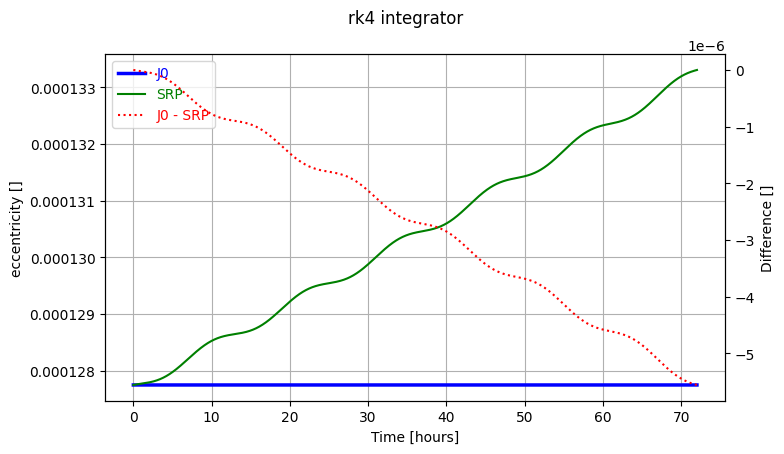 rk4 integrator
1e−6
J0
SRP
J0 - SRP
0.000133
0.000132
0.000131
0.000130
0.000129
0.000128
eccentricity []
0
−1
−2
−3
−4
−5
Difference []
0 10 20 30 40 50 60 70
Time [hours]